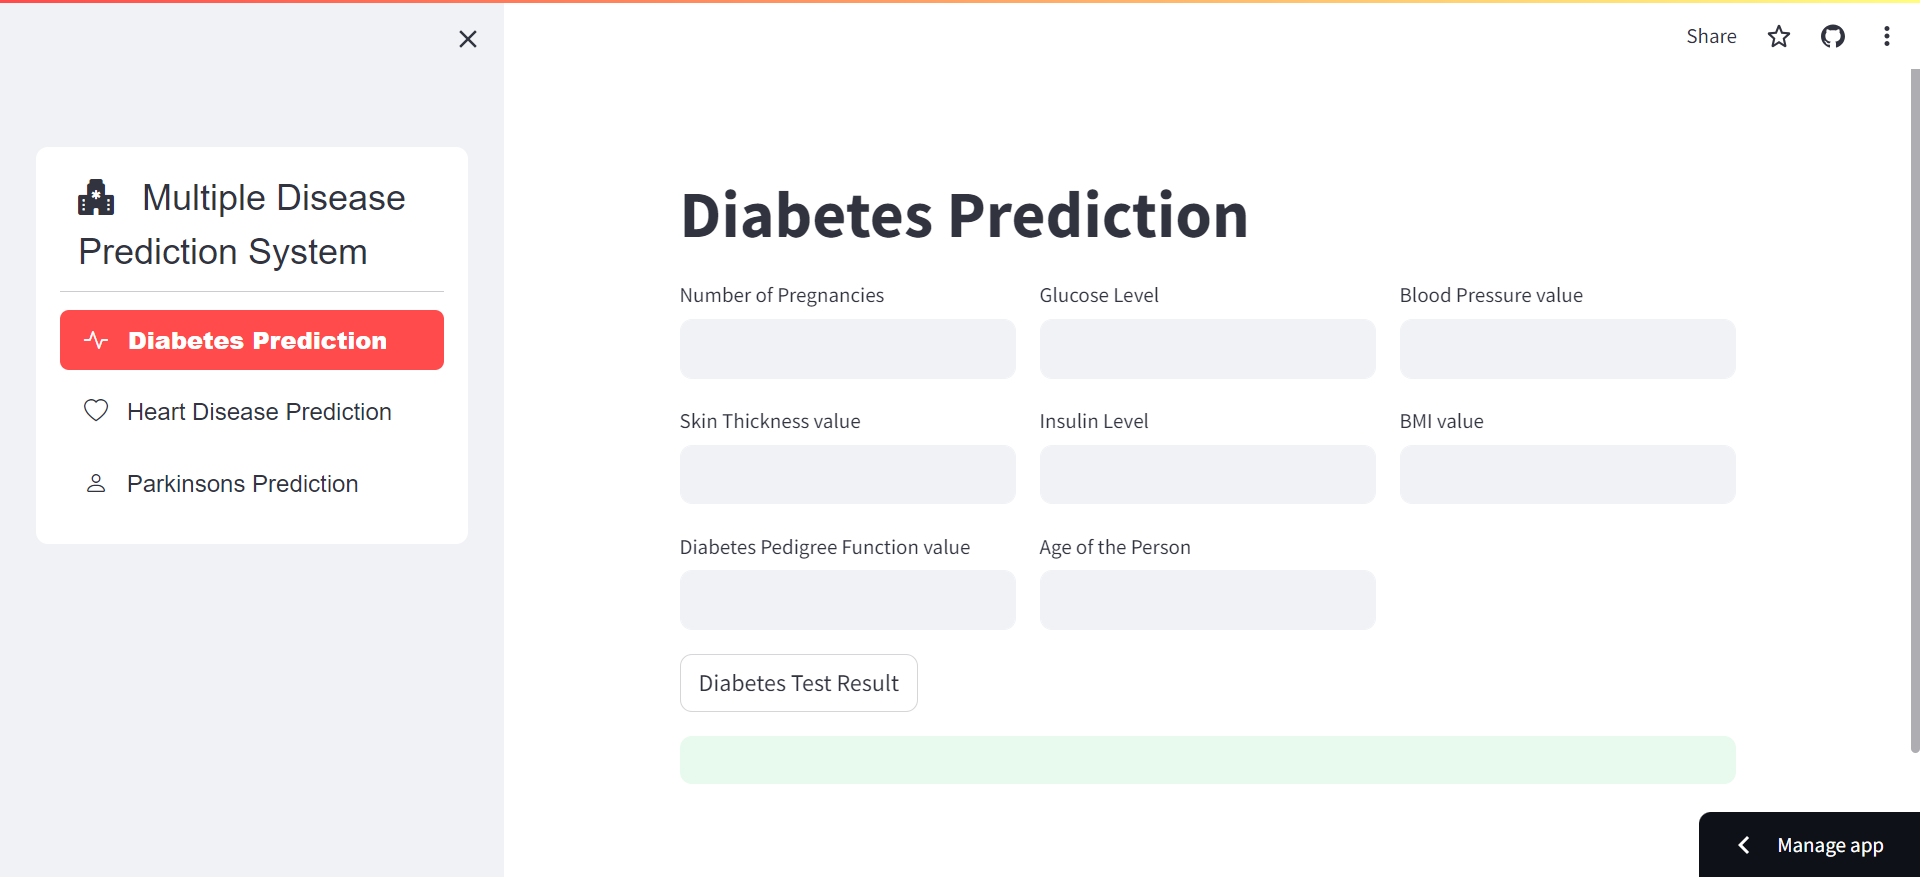 Share
Multiple Disease
Prediction System
Diabetes Prediction
Heart Disease Prediction
Parkinsons Prediction
Diabetes Prediction
Number of Pregnancies
Glucose Level
Blood Pressure value
Skin Thickness value
Insulin Level
BMI value
Diabetes Pedigree Function value
Age of the Person
Diabetes Test Result
Manage app